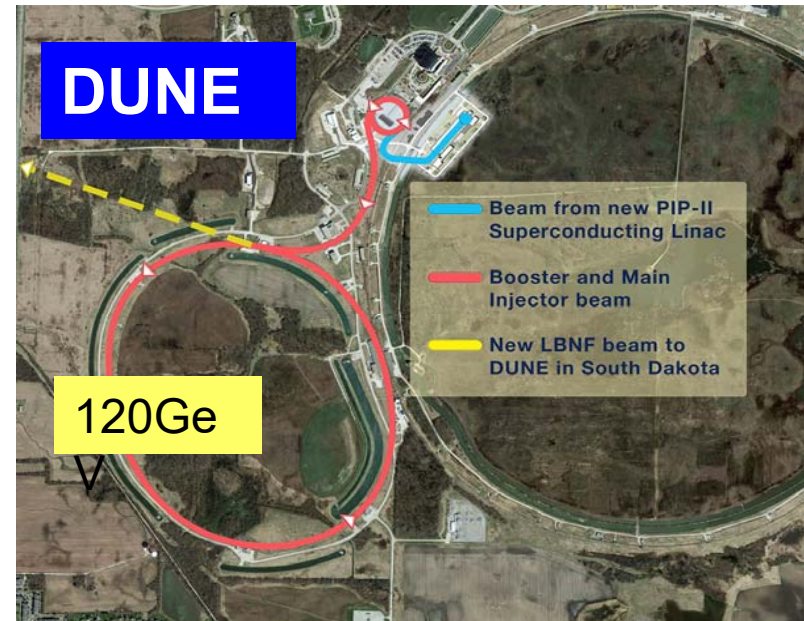 DUNE
Beam from new PIP-II
Superconducting Linac
Booster and Main
Injector beam
New LBNF beam to
DUNE in South Dakota
120Ge
V